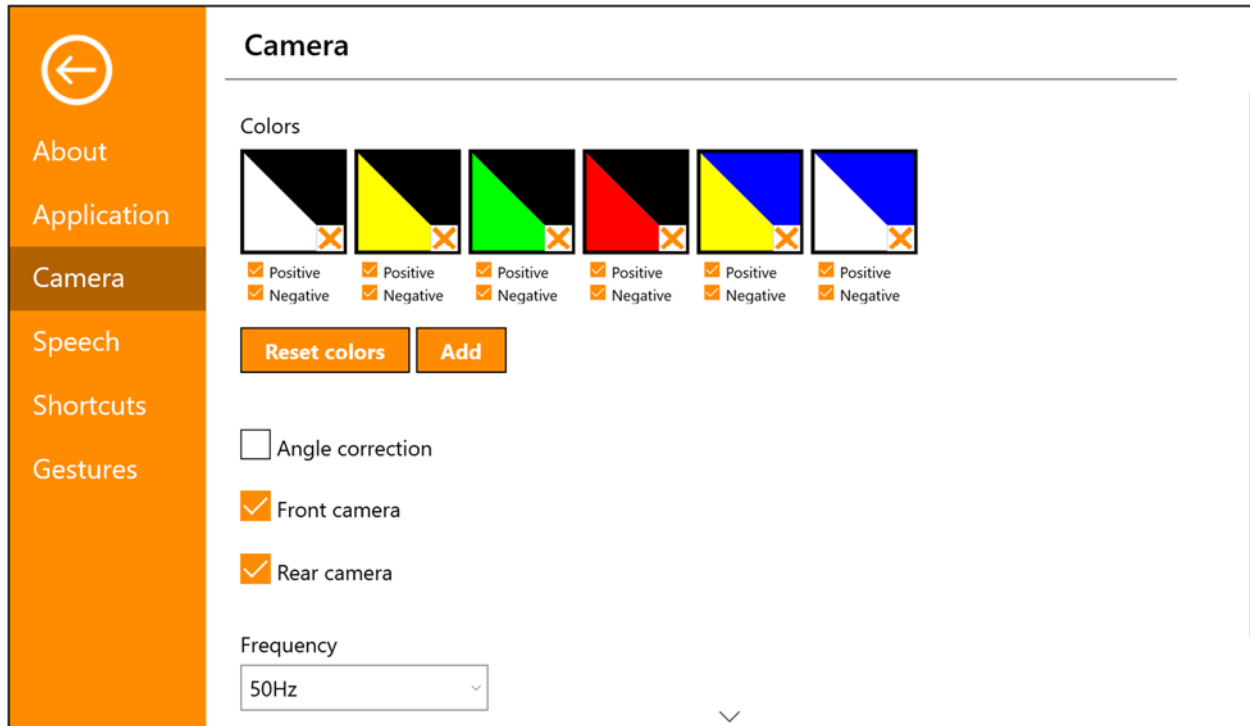 Camera
About
Application
Camera
Speech
Shortcuts
Gestures
Colors
Positive Positive Positive Positive Positive Positive
Negative Negative Negative Negative Negative Negative
Reset colors Add
Angle correction
Front camera
Rear camera
Frequency
50Hz